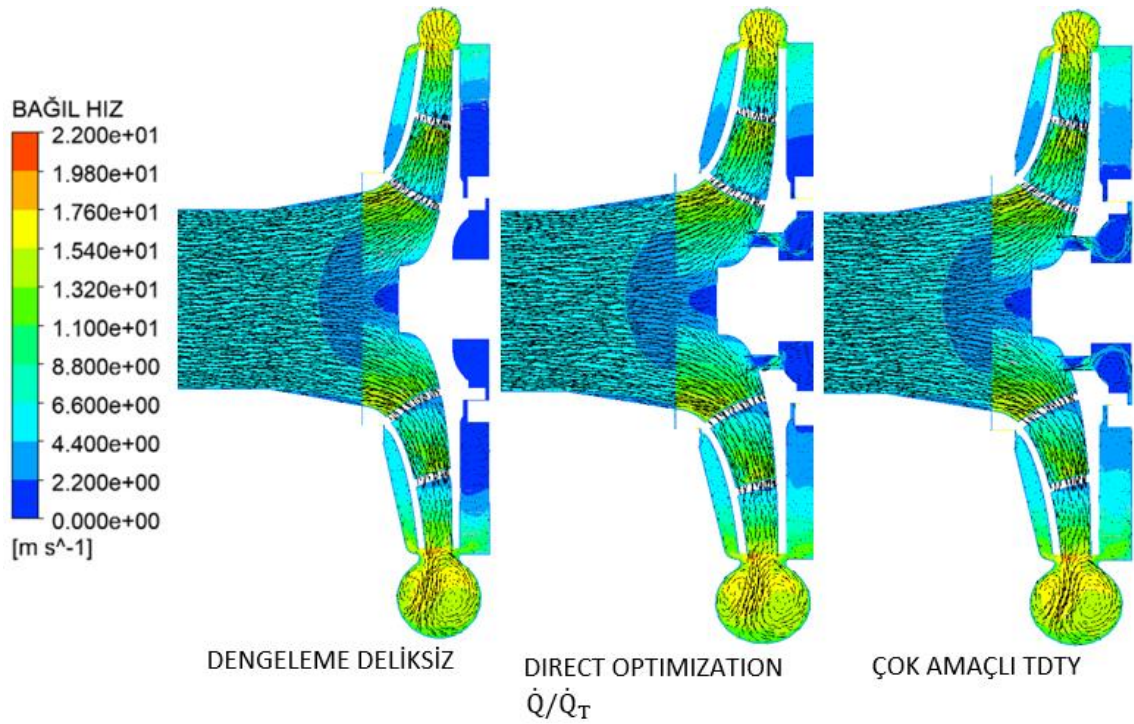 BAĞIL HIZ
2.200e+01
1.980e+01
1.760e+01
1.540e+01
1.320e+01
1.100e+01
8.800e+00
6.600e+00
4.400e+00
2.200e+00
0.000e+00
[m s^-1]
DENGELEME DELİKSİZ
DIRECT OPTIMIZATION
Q̇/Q̇T
ÇOK AMAÇLI TDTY